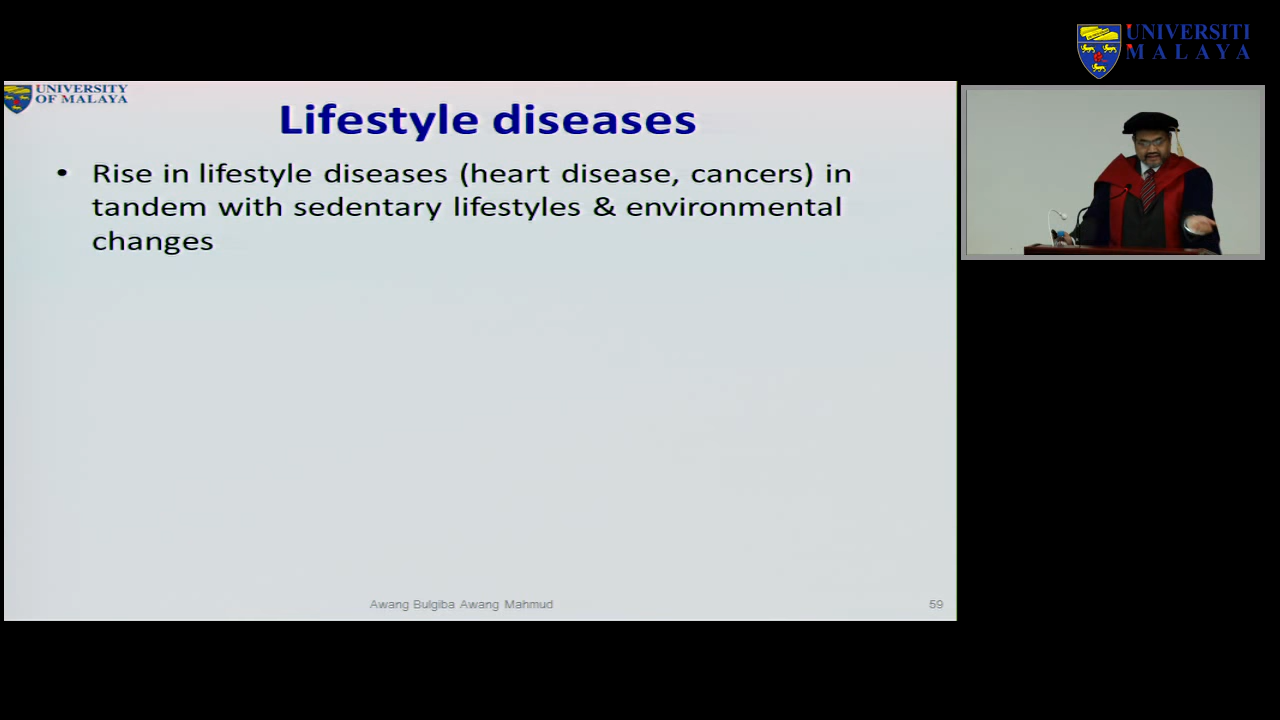 UNIVERSITI
MALAYA
UNIVERSITY
OF MALAYA
Lifestyle diseases
• Rise in lifestyle diseases (heart disease, cancers) in
tandem with sedentary lifestyles & environmental
changes
Awang Bulgiba Awang Mahmud
59